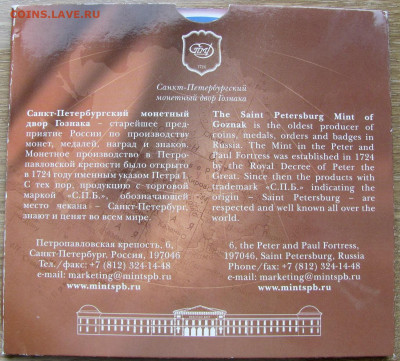 СОИНС.RU
СПМД
1724
Санкт-Петербургский
монетный двор Гознака
Санкт-Петербургский монетный
двор Гознака – старейшее пред-
приятие России по производству
монет, медалей, наград и знаков.
Монетное производство в Петро-
павловской крепости было открыто
в 1724 году именным указом Петра I.
С тех пор, продукцию с торговой
маркой «С.П.Б.», обозначающей
место чекана – Санкт-Петербург,
знают и ценят во всем мире.
The Saint Petersburg Mint of
Goznak is the oldest producer of
coins, medals, orders and badges in
Russia. The Mint in the Peter and
Paul Fortress was established in 1724
by the Royal Decree of Peter the
Great. Since then the products with
trademark «С.П.Б.» indicating the
origin – Saint Petersburg – are
respected and well known all over the
world.
Петропавловская крепость, 6,
Санкт-Петербург, Россия, 197046
Тел./факс: +7 (812) 324-14-48
e-mail: marketing@mintspb.ru
www.mintspb.ru
6, the Peter and Paul Fortress,
197046, Saint Petersburg, Russia
Phone/fax: +7 (812) 324-14-48
e-mail: marketing@mintspb.ru
www.mintspb.ru